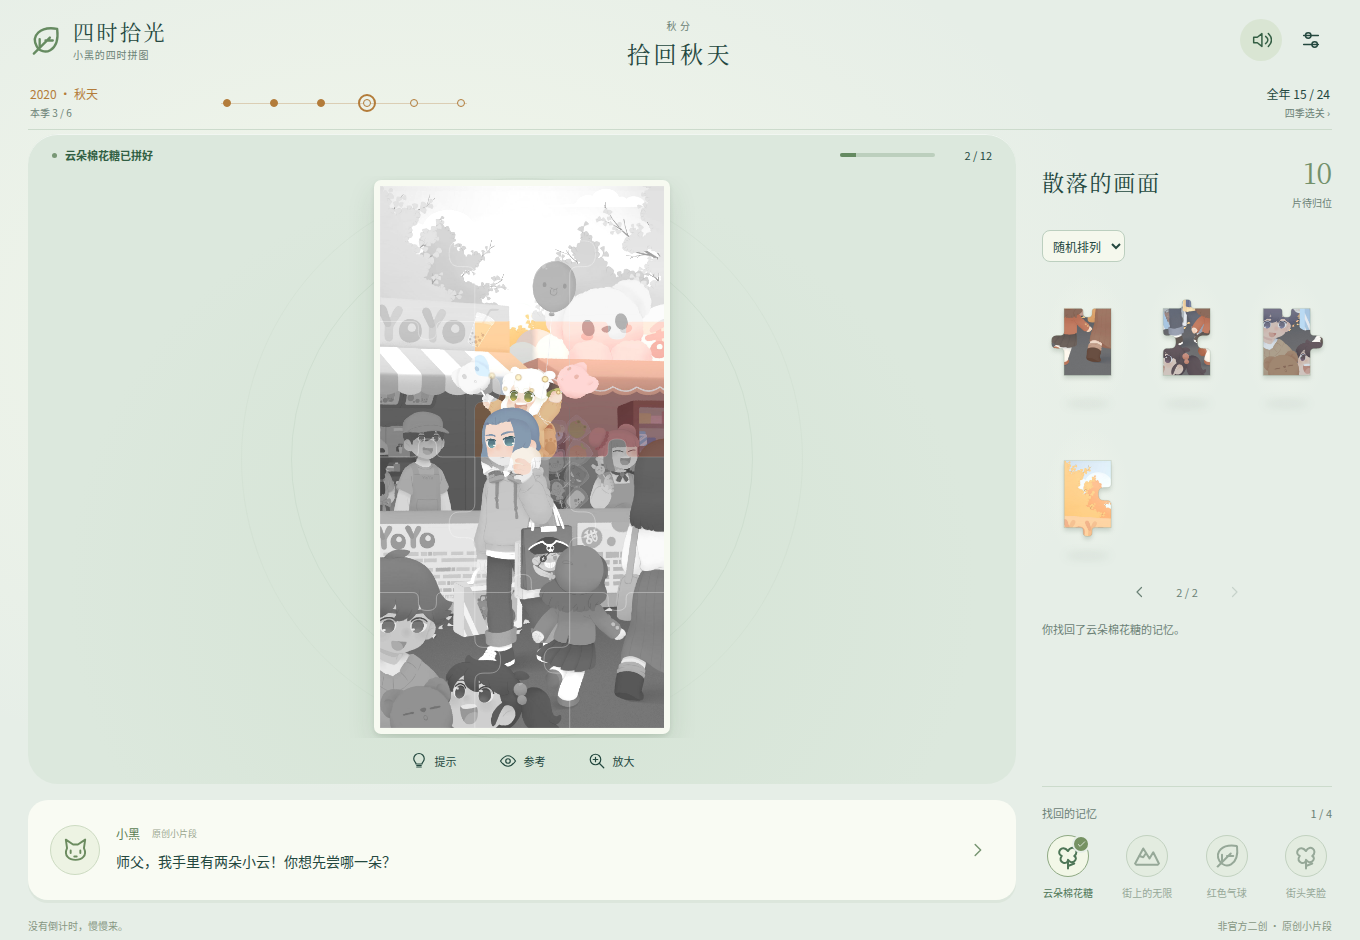 四时拾光
小黑的四时拼图
秋分
拾回秋天
2020 · 秋天
本季 3 / 6
全年 15 / 24
四季选关 ›
云朵棉花糖已拼好
2 / 12
散落的画面
10
片待归位
随机排列
YOYO
YOYO
甜
2 / 2
你找回了云朵棉花糖的记忆。
提示
参考
放大
找回的记忆
1 / 4
云朵棉花糖
街上的无限
红色气球
街头笑脸
小黑
原创小片段
师父，我手里有两朵小云！你想先尝哪一朵？
没有倒计时，慢慢来。
非官方二创 · 原创小片段